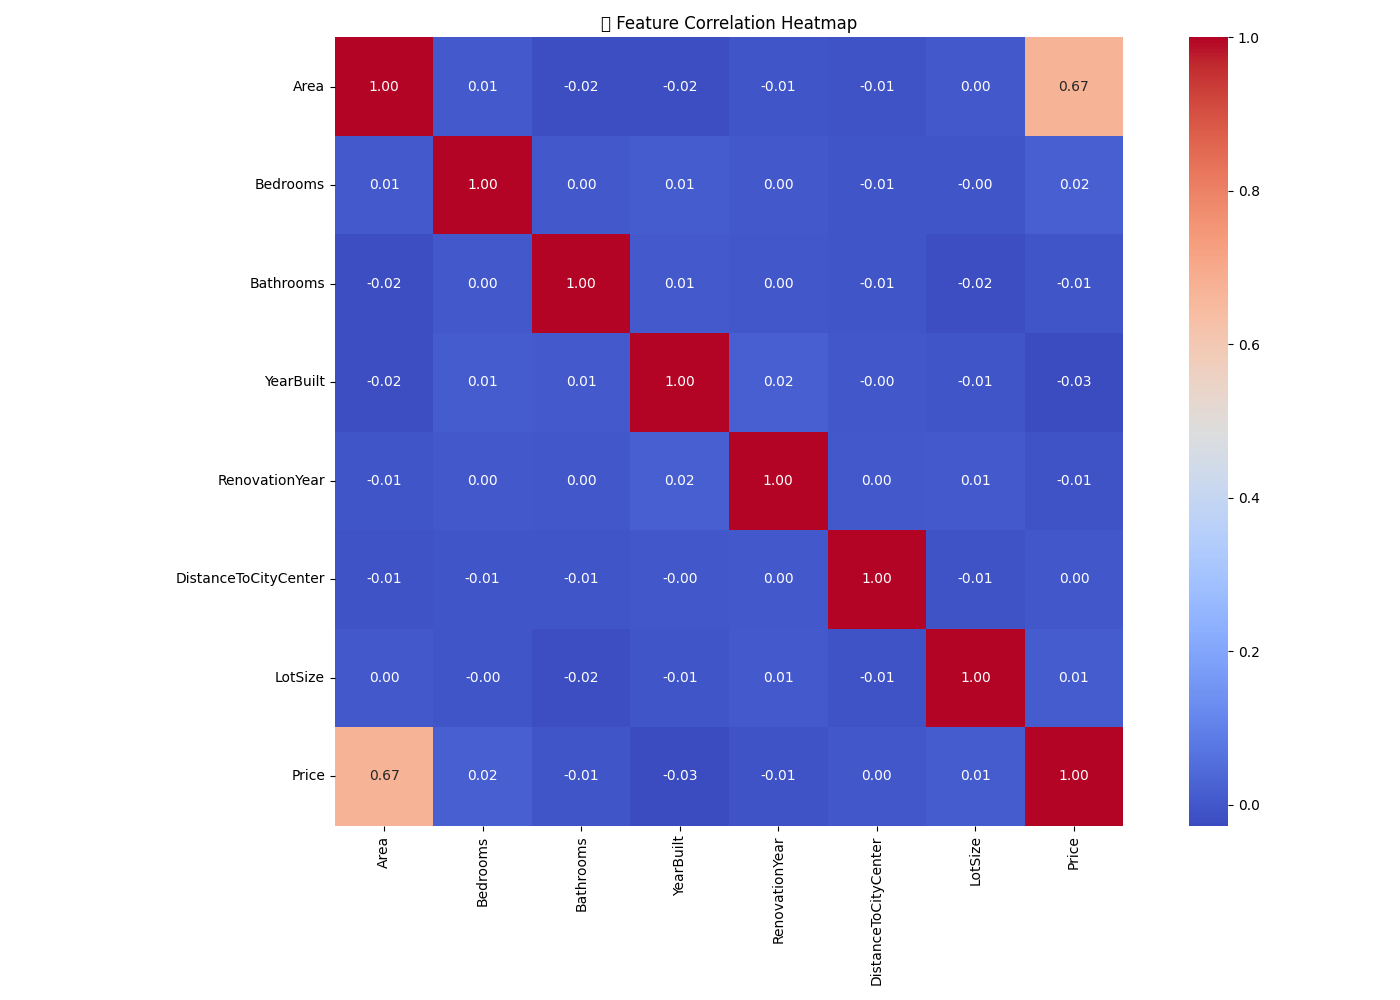 ▯ Feature Correlation Heatmap
Area 1.00 0.01 -0.02 -0.02 -0.01 -0.01 0.00 0.67
Bedrooms 0.01 1.00 0.00 0.01 0.00 -0.01 -0.00 0.02
Bathrooms -0.02 0.00 1.00 0.01 0.00 -0.01 -0.02 -0.01
YearBuilt -0.02 0.01 0.01 1.00 0.02 -0.00 -0.01 -0.03
RenovationYear -0.01 0.00 0.00 0.02 1.00 0.00 0.01 -0.01
DistanceToCityCenter -0.01 -0.01 -0.01 -0.00 0.00 1.00 -0.01 0.00
LotSize 0.00 -0.00 -0.02 -0.01 0.01 -0.01 1.00 0.01
Price 0.67 0.02 -0.01 -0.03 -0.01 0.00 0.01 1.00
Area
Bedrooms
Bathrooms
YearBuilt
RenovationYear
DistanceToCityCenter
LotSize
Price
1.0
0.8
0.6
0.4
0.2
0.0